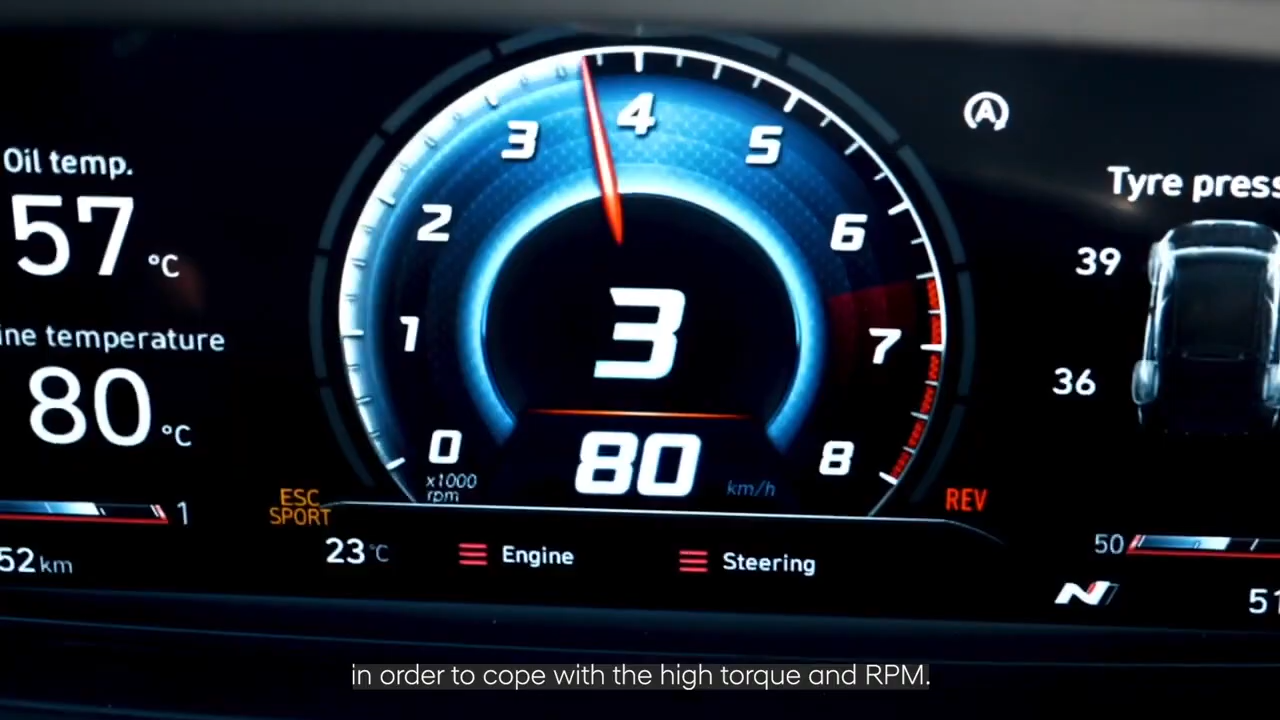 Oil temp.
57 °C
ine temperature
80 °C
1
52 km
ESC
SPORT
23 °C
0
1
2
3
4
5
6
7
8
x1000
rpm
3
80 km/h
Engine
Steering
A
REV
Tyre press
39
36
50
N
51
in order to cope with the high torque and RPM.